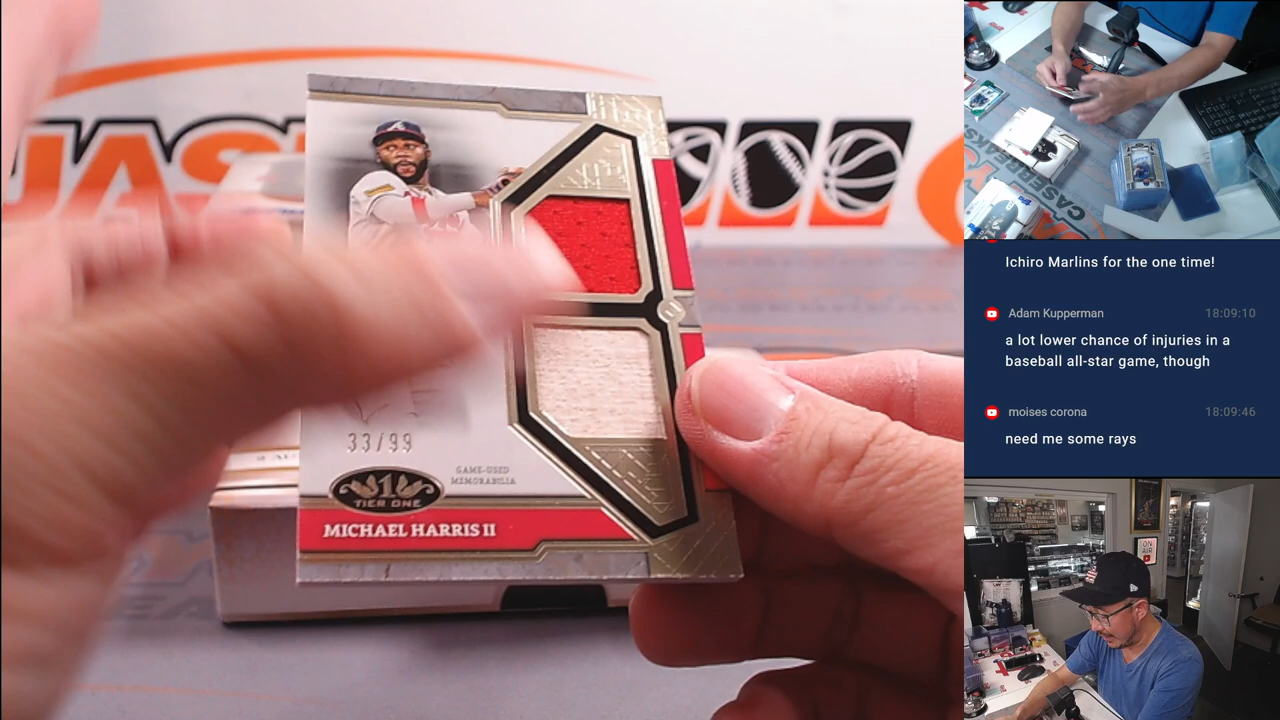 33/99
GAME-USED
MEMORABILIA
1
TIER ONE
MICHAEL HARRIS II
Ichiro Marlins for the one time!
Adam Kupperman 18:09:10
a lot lower chance of injuries in a
baseball all-star game, though
moises corona 18:09:46
need me some rays
ON
AIR